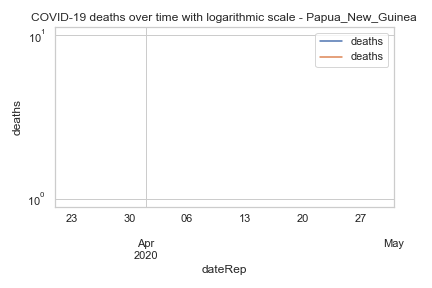 COVID-19 deaths over time with logarithmic scale - Papua_New_Guinea
10¹
deaths
deaths
deaths
10⁰
23 30 06 13 20 27
Apr May
2020
dateRep